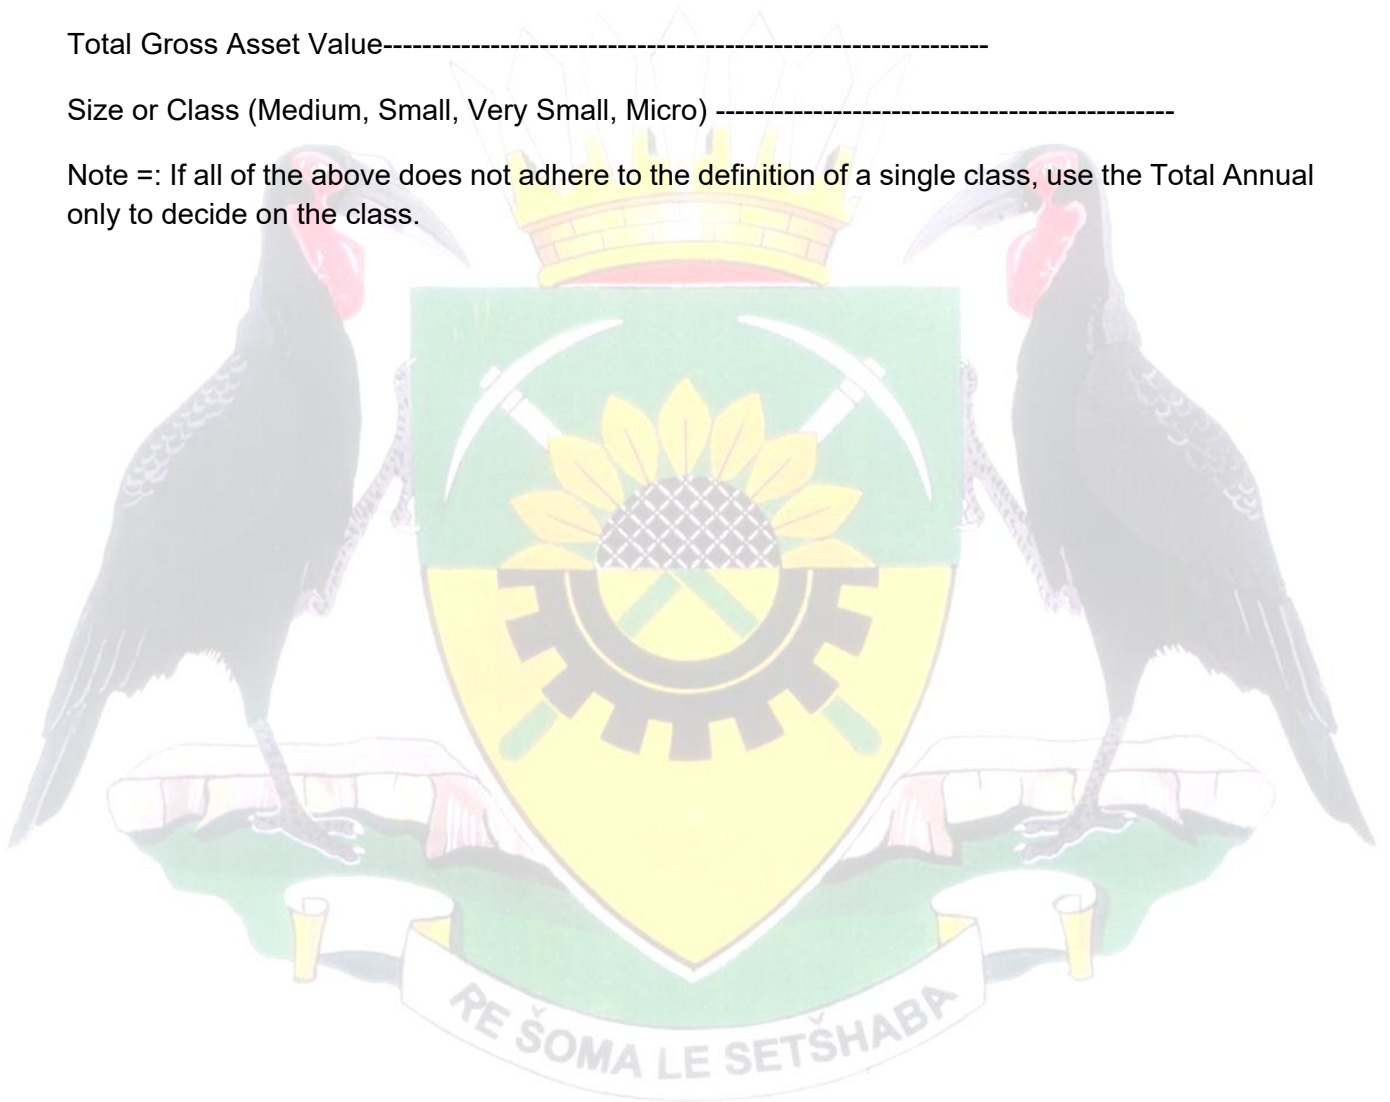 Total Gross Asset Value--------------------------------------------------------------
Size or Class (Medium, Small, Very Small, Micro) -----------------------------------------------
Note =: If all of the above does not adhere to the definition of a single class, use the Total Annual
only to decide on the class.
RE ŠOMA LE SETŠHABA